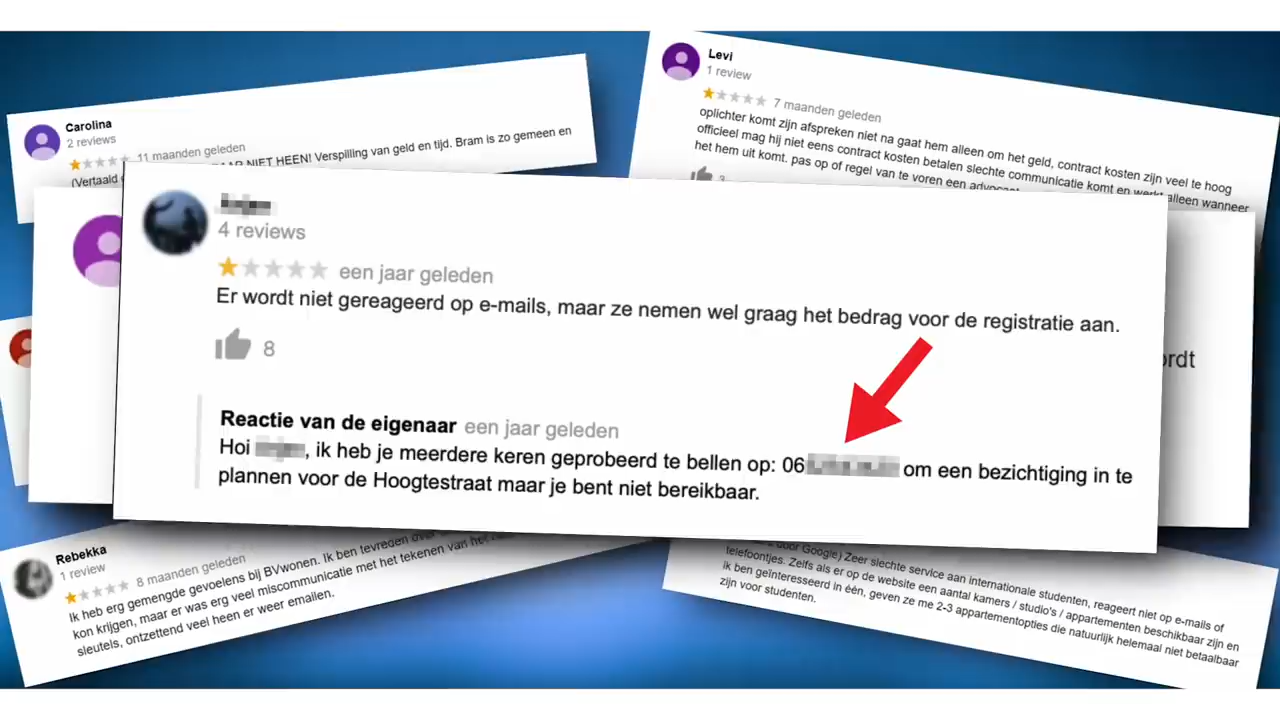 Carolina
2 reviews
11 maanden geleden
NIET HEEN! Verspilling van geld en tijd. Bram is zo gemeen en
(Vertaald
Levi
1 review
7 maanden geleden
oplichter komt zijn afspreken niet na gaat hem alleen om het geld, contract kosten zijn veel te hoog
officieel mag hij niet eens contract kosten betalen slechte communicatie komt en werkt alleen wanneer
het hem uit komt. pas op of regel van te voren een
4 reviews
een jaar geleden
Er wordt niet gereageerd op e-mails, maar ze nemen wel graag het bedrag voor de registratie aan.
8
Reactie van de eigenaar een jaar geleden
Hoi , ik heb je meerdere keren geprobeerd te bellen op: 06 om een bezichtiging in te
plannen voor de Hoogtestraat maar je bent niet bereikbaar.
Rebekka
1 review
8 maanden geleden
Ik heb erg gemengde gevoelens bij BVwonen. Ik ben tevreden
kon krijgen, maar er was erg veel miscommunicatie met het tekenen van het
sleutels, ontzettend veel heen er weer emailen.
door Google) Zeer slechte service aan internationale studenten, reageert niet op e-mails of
telefoontjes. Zelfs als er op de website een aantal kamers / studio's / appartementen beschikbaar zijn en
ik ben geïnteresseerd in één, geven ze me 2-3 appartementopties die natuurlijk helemaal niet betaalbaar
zijn voor studenten.